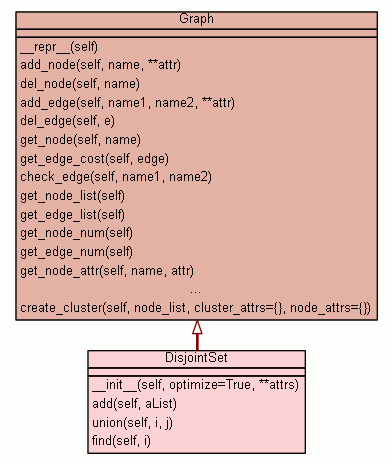 Graph
__repr__(self)
add_node(self, name, **attr)
del_node(self, name)
add_edge(self, name1, name2, **attr)
del_edge(self, e)
get_node(self, name)
get_edge_cost(self, edge)
check_edge(self, name1, name2)
get_node_list(self)
get_edge_list(self)
get_node_num(self)
get_edge_num(self)
get_node_attr(self, name, attr)
...
create_cluster(self, node_list, cluster_attrs={}, node_attrs={})
DisjointSet
__init__(self, optimize=True, **attrs)
add(self, aList)
union(self, i, j)
find(self, i)